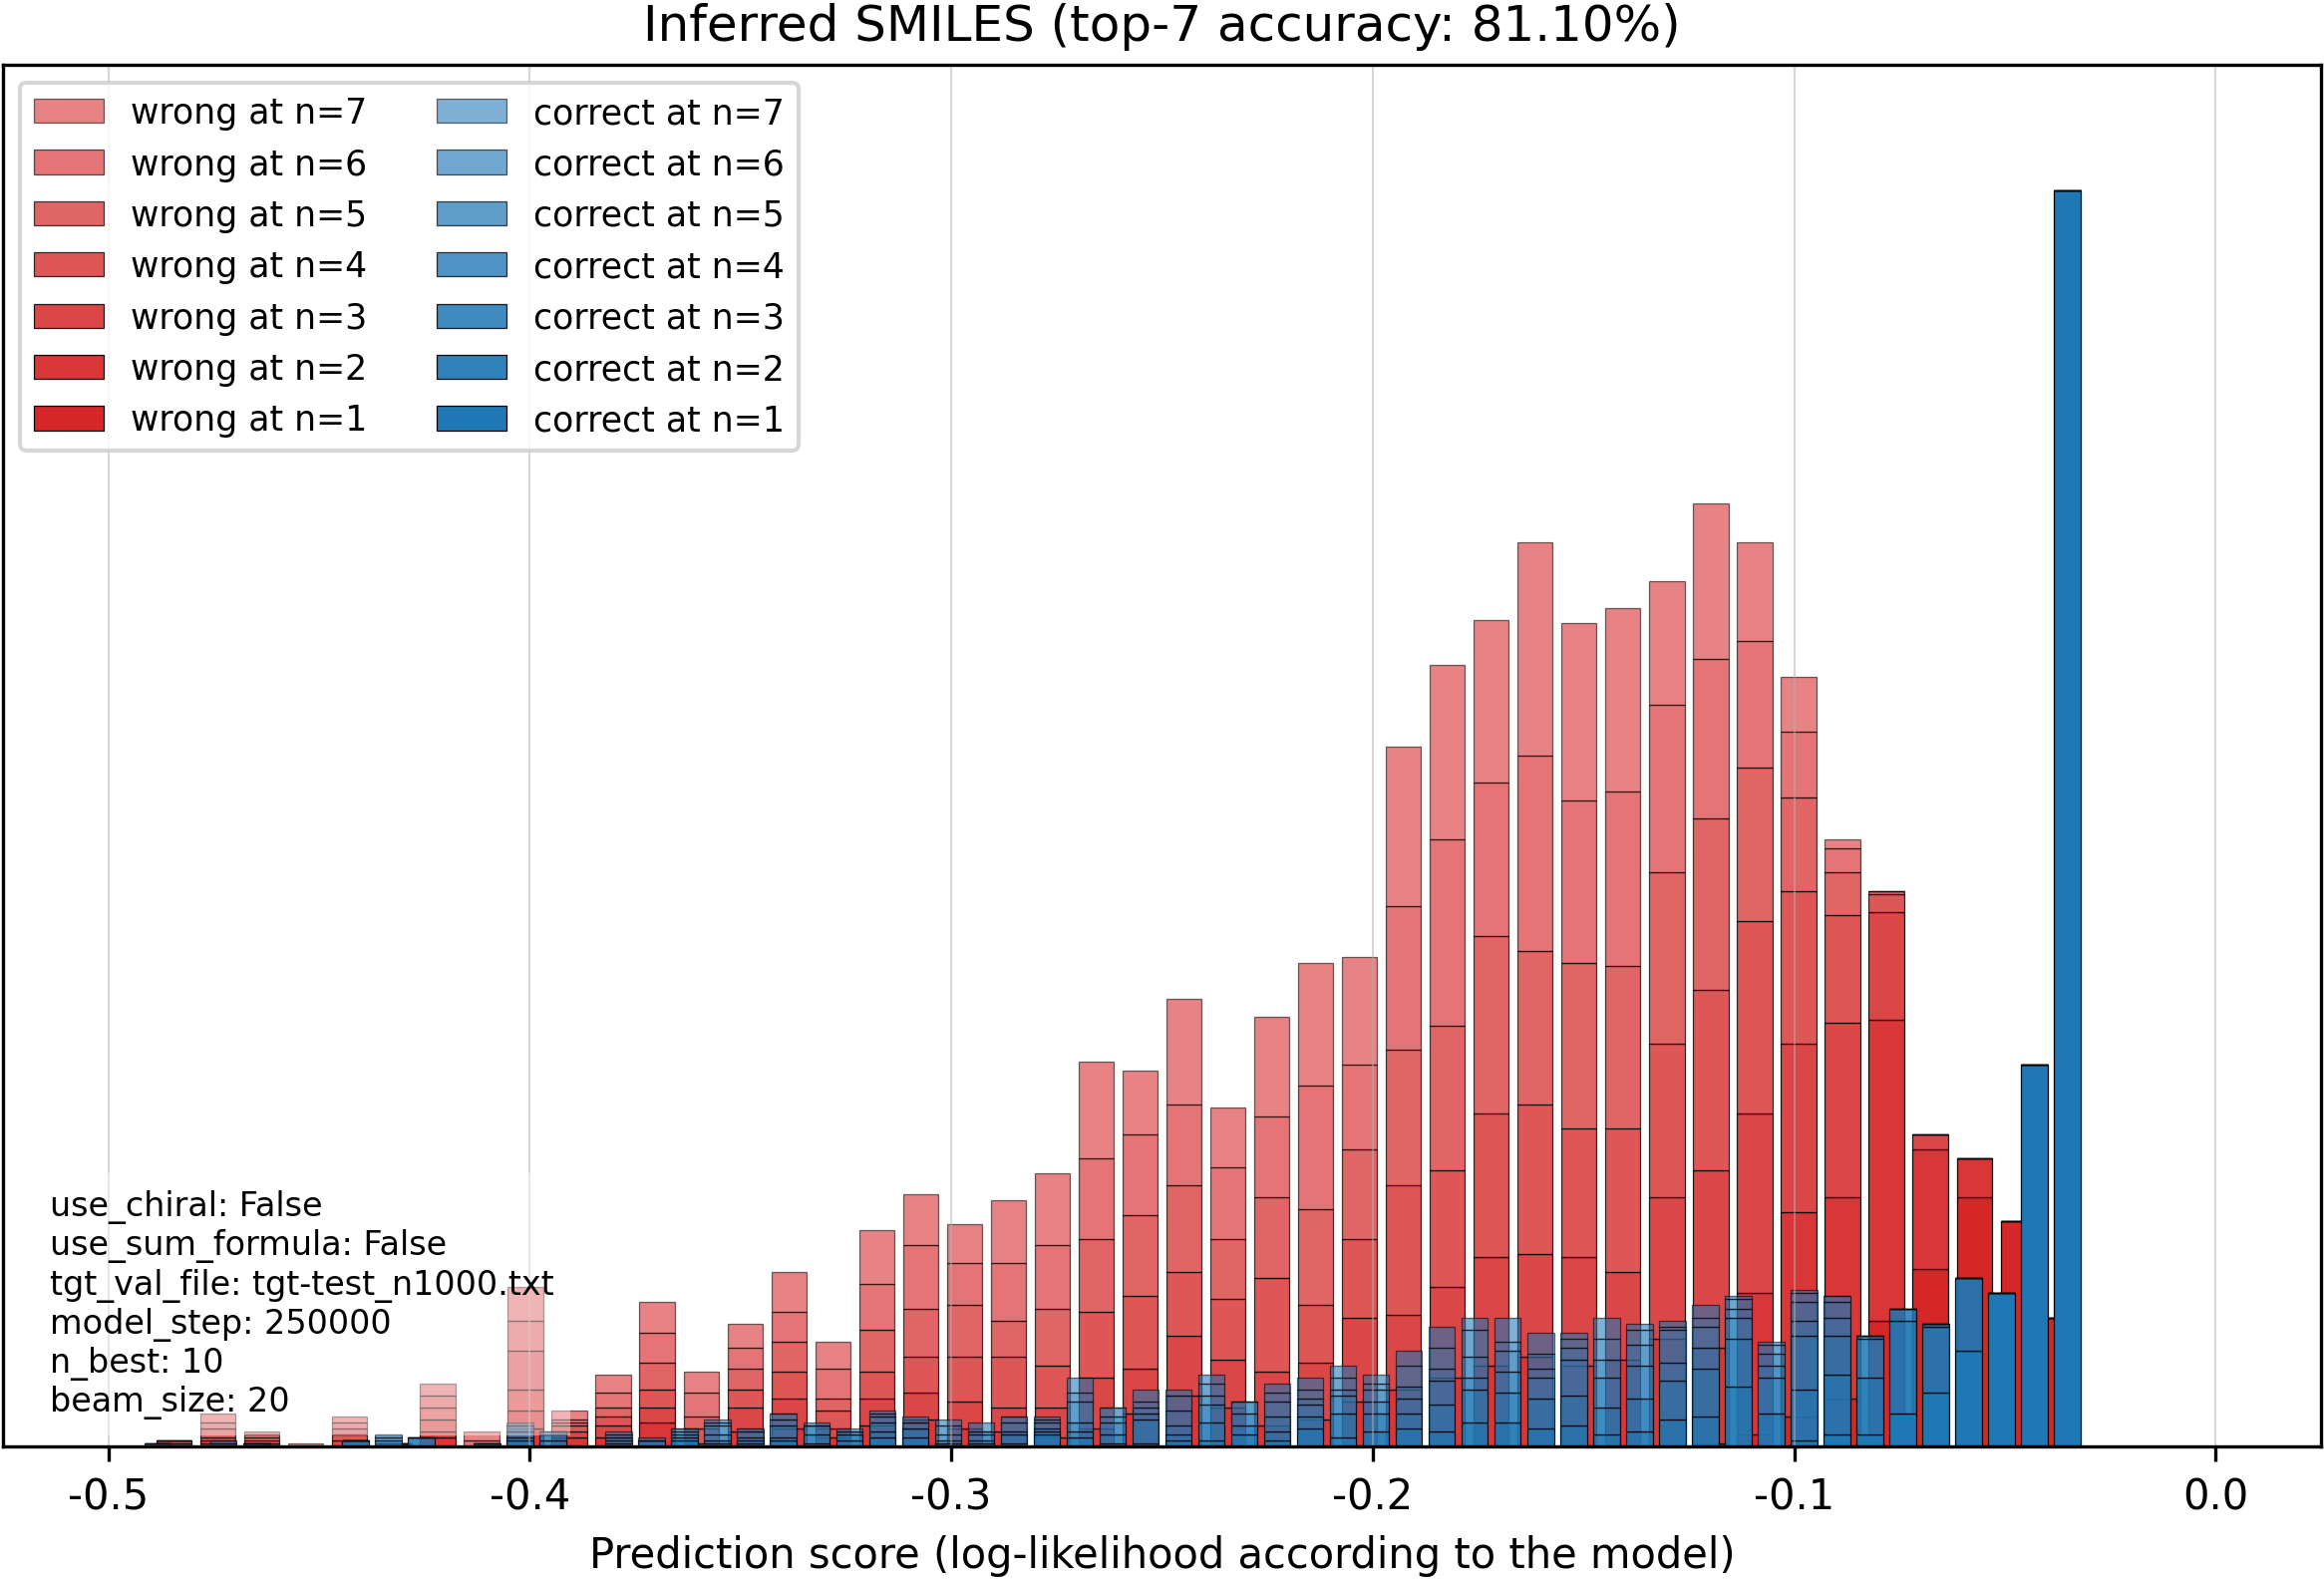 Inferred SMILES (top-7 accuracy: 81.10%)
wrong at n=7
wrong at n=6
wrong at n=5
wrong at n=4
wrong at n=3
wrong at n=2
wrong at n=1
correct at n=7
correct at n=6
correct at n=5
correct at n=4
correct at n=3
correct at n=2
correct at n=1
use_chiral: False
use_sum_formula: False
tgt_val_file: tgt-test_n1000.txt
model_step: 250000
n_best: 10
beam_size: 20
-0.5 -0.4 -0.3 -0.2 -0.1 0.0
Prediction score (log-likelihood according to the model)